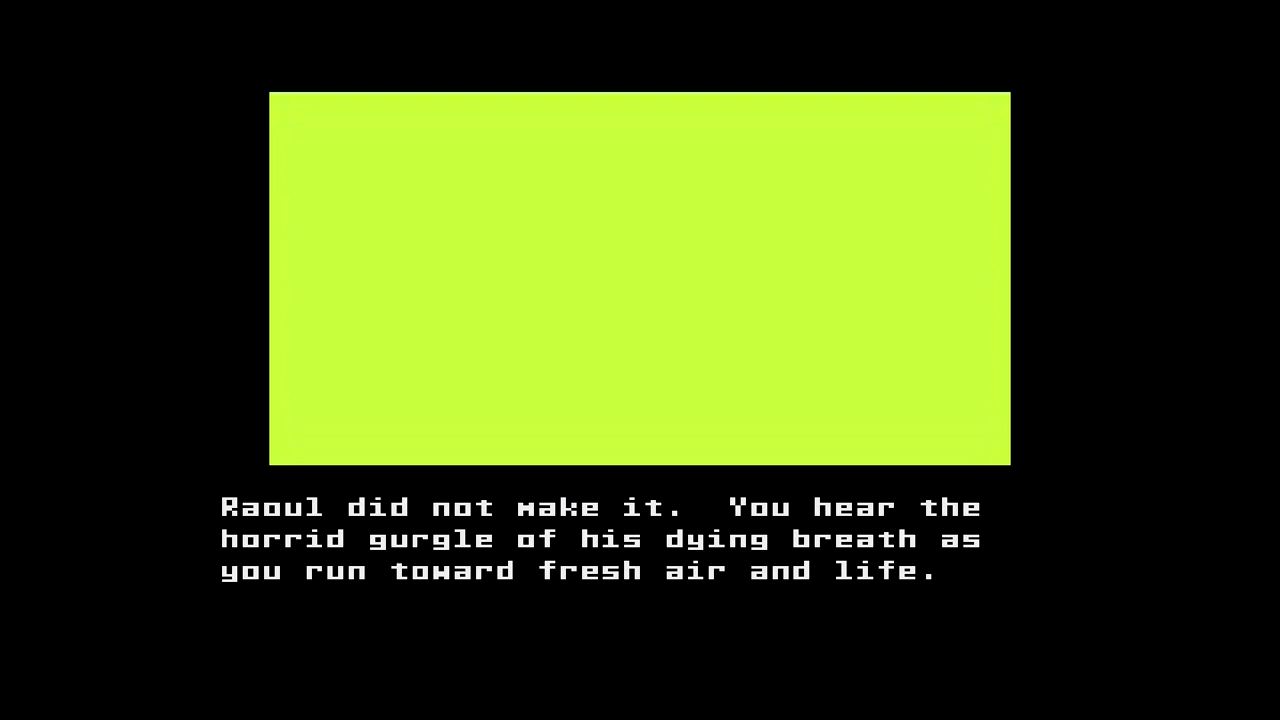 Raoul did not make it.  You hear the
horrid gurgle of his dying breath as
you run toward fresh air and life.